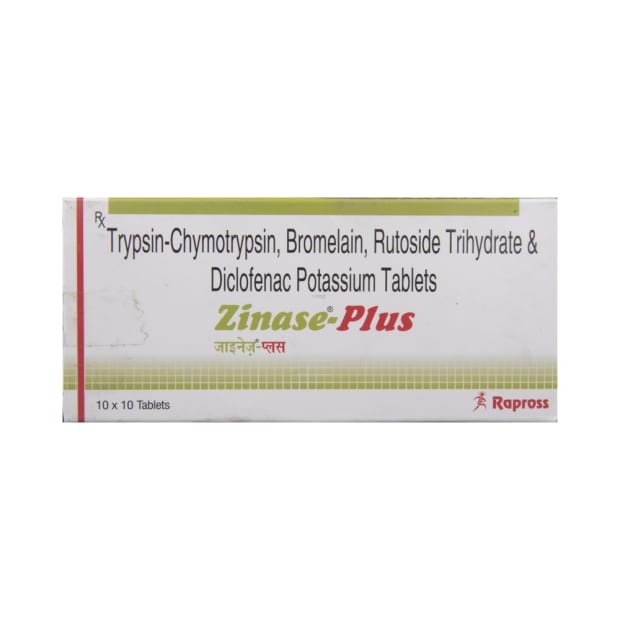 Rx
Trypsin-Chymotrypsin, Bromelain, Rutoside Trihydrate &
Diclofenac Potassium Tablets
Zinase®-Plus
जाइनेज़®-प्लस
10 x 10 Tablets
Rapross